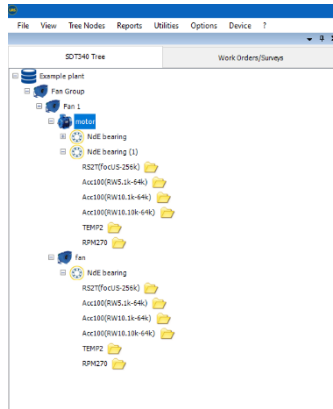 File View Tree Nodes Reports Utilities Options Device ?
SDT340 Tree Work Orders/Surveys
Example plant
Fan Group
Fan 1
motor
NdE bearing
NdE bearing (1)
RS2T(focUS-256k)
Acc100(RW5.1k-64k)
Acc100(RW10.1k-64k)
Acc100(RW10.10k-64k)
TEMP2
RPM270
fan
NdE bearing
RS2T(focUS-256k)
Acc100(RW5.1k-64k)
Acc100(RW10.1k-64k)
Acc100(RW10.10k-64k)
TEMP2
RPM270